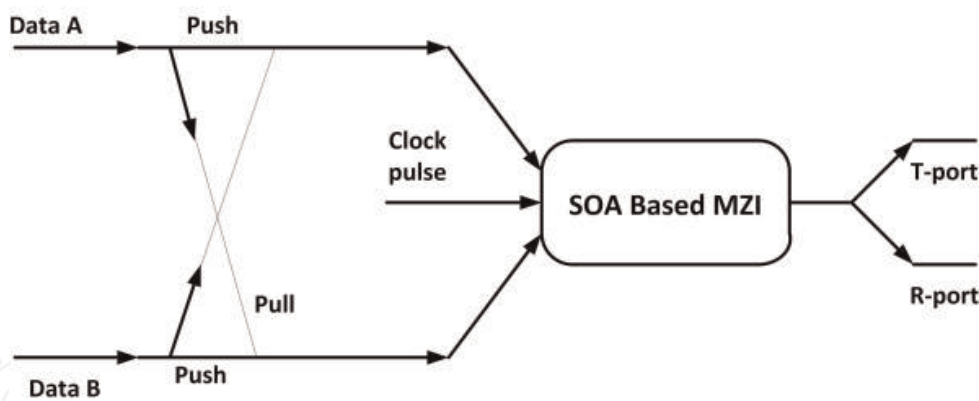 Data A
Push
Clock
pulse
SOA Based MZI
T-port
R-port
Pull
Push
Data B